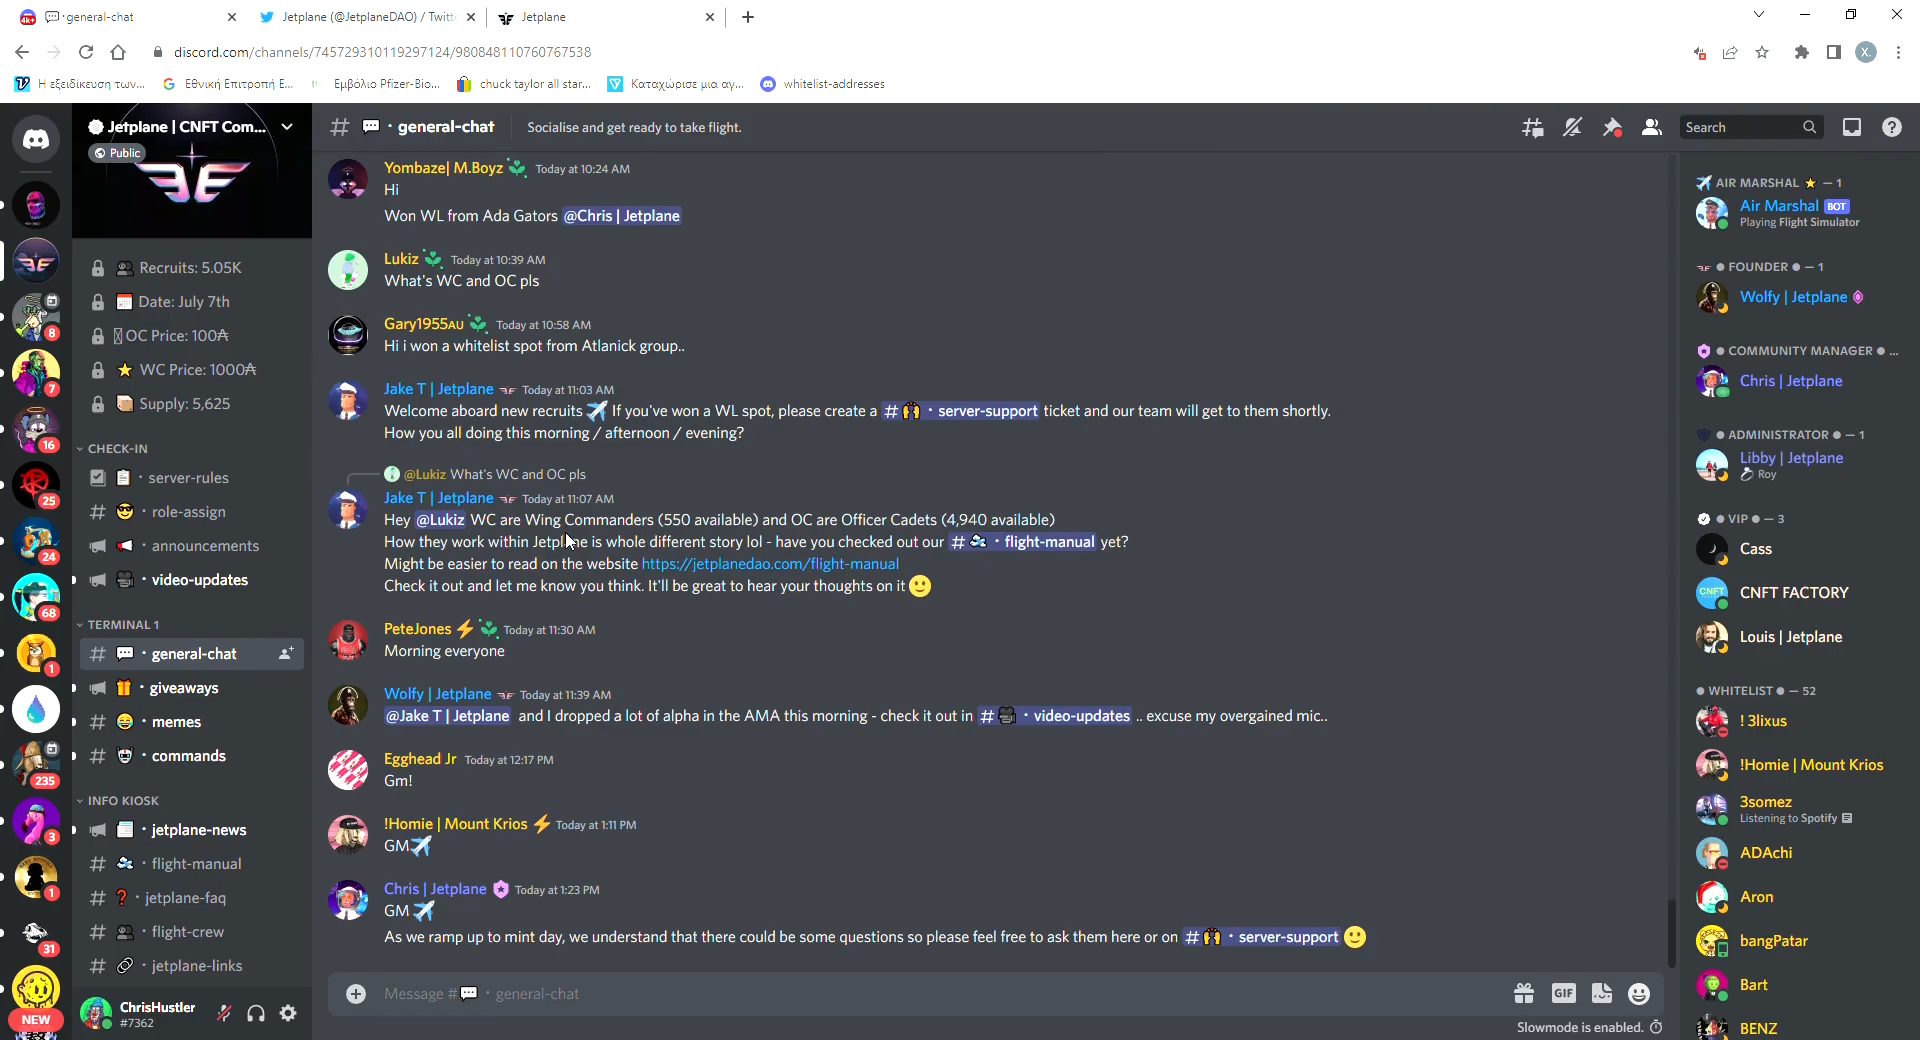 general-chat
Jetplane (@JetplaneDAO) / Twitt
Jetplane
discord.com/channels/745729310119297124/980848110760767538
X.
Η εξειδίκευση των...
Εθνική Επιτροπή Ε...
Εμβόλιο Pfizer-Bio...
chuck taylor all star...
Καταχώρισε μια αγ...
whitelist-addresses
Jetplane | CNFT Com...
Public
# 💬 · general-chat
Socialise and get ready to take flight.
Search
8
7
16
25
24
68
1
235
3
1
31
NEW
Recruits: 5.05K
Date: July 7th
OC Price: 100₳
WC Price: 1000₳
Supply: 5,625
CHECK-IN
server-rules
role-assign
announcements
video-updates
TERMINAL 1
general-chat
giveaways
memes
commands
INFO KIOSK
jetplane-news
flight-manual
jetplane-faq
flight-crew
jetplane-links
ChrisHustler
#7362
Yombaze| M.Boyz Today at 10:24 AM
Hi
Won WL from Ada Gators @Chris | Jetplane
Lukiz Today at 10:39 AM
What's WC and OC pls
Gary1955AU Today at 10:58 AM
Hi i won a whitelist spot from Atlanick group..
Jake T | Jetplane Today at 11:03 AM
Welcome aboard new recruits ✈️ If you've won a WL spot, please create a # 🙌 · server-support ticket and our team will get to them shortly.
How you all doing this morning / afternoon / evening?
@Lukiz What's WC and OC pls
Jake T | Jetplane Today at 11:07 AM
Hey @Lukiz WC are Wing Commanders (550 available) and OC are Officer Cadets (4,940 available)
How they work within Jetplane is whole different story lol - have you checked out our # · flight-manual yet?
Might be easier to read on the website https://jetplanedao.com/flight-manual
Check it out and let me know you think. It'll be great to hear your thoughts on it 🙂
PeteJones ⚡ Today at 11:30 AM
Morning everyone
Wolfy | Jetplane Today at 11:39 AM
@Jake T | Jetplane and I dropped a lot of alpha in the AMA this morning - check it out in # 🎥 · video-updates .. excuse my overgained mic..
Egghead Jr Today at 12:17 PM
Gm!
!Homie | Mount Krios ⚡ Today at 1:11 PM
GM✈️
Chris | Jetplane Today at 1:23 PM
GM ✈️
As we ramp up to mint day, we understand that there could be some questions so please feel free to ask them here or on # 🙌 · server-support 🙂
Message #💬 · general-chat
GIF
Slowmode is enabled.
AIR MARSHAL ⭐ — 1
Air Marshal BOT
Playing Flight Simulator
● FOUNDER ● — 1
Wolfy | Jetplane
● COMMUNITY MANAGER ● ...
Chris | Jetplane
● ADMINISTRATOR ● — 1
Libby | Jetplane
Roy
● VIP ● — 3
Cass
CNFT
CNFT FACTORY
Louis | Jetplane
● WHITELIST ● — 52
! 3lixus
!Homie | Mount Krios
3somez
Listening to Spotify
ADAchi
Aron
bangPatar
Bart
BENZ